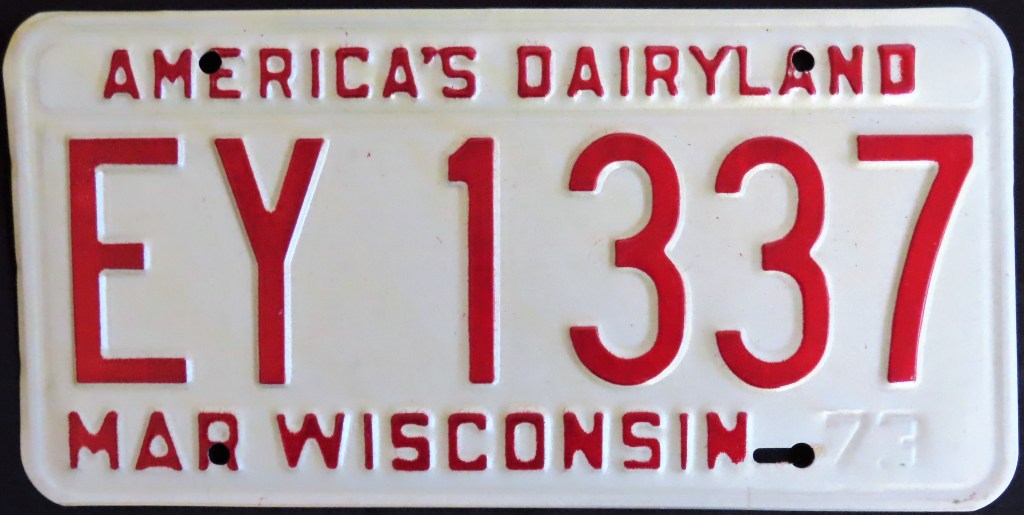 AMERICA'S DAIRYLAND
EY 1337
MAR WISCONSIN 73